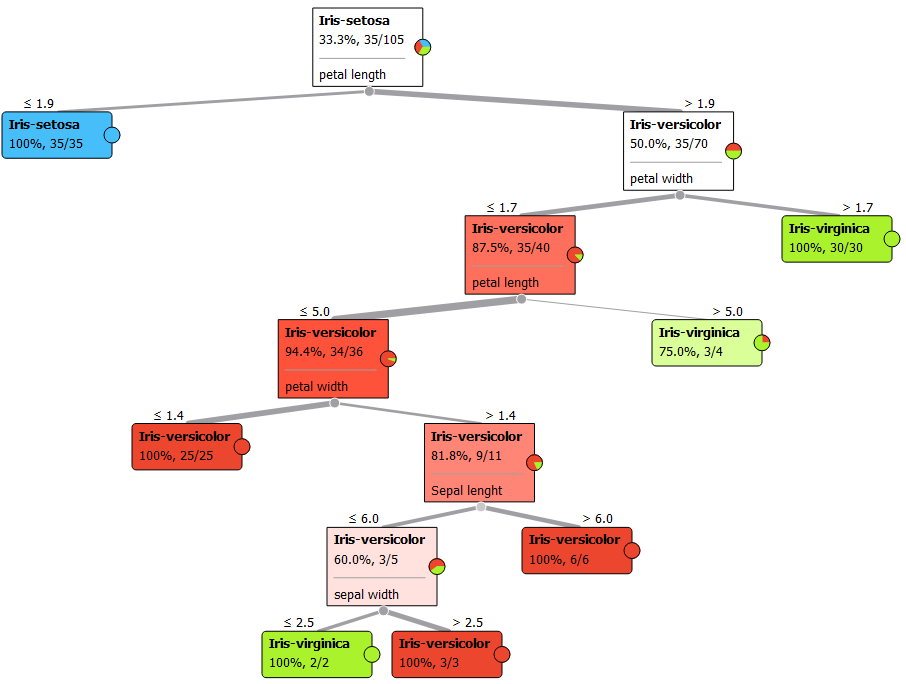 Iris-setosa
33.3%, 35/105
petal length
≤ 1.9
> 1.9
Iris-setosa
100%, 35/35
Iris-versicolor
50.0%, 35/70
petal width
≤ 1.7
> 1.7
Iris-versicolor
87.5%, 35/40
petal length
Iris-virginica
100%, 30/30
≤ 5.0
> 5.0
Iris-versicolor
94.4%, 34/36
petal width
Iris-virginica
75.0%, 3/4
≤ 1.4
> 1.4
Iris-versicolor
100%, 25/25
Iris-versicolor
81.8%, 9/11
Sepal lenght
≤ 6.0
> 6.0
Iris-versicolor
60.0%, 3/5
sepal width
Iris-versicolor
100%, 6/6
≤ 2.5
> 2.5
Iris-virginica
100%, 2/2
Iris-versicolor
100%, 3/3